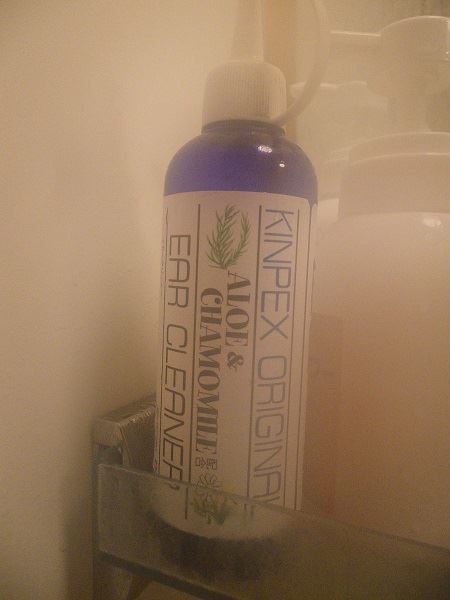 KINPEX ORIGINAL
ALOE &
CHAMOMILE
EAR CLEANER